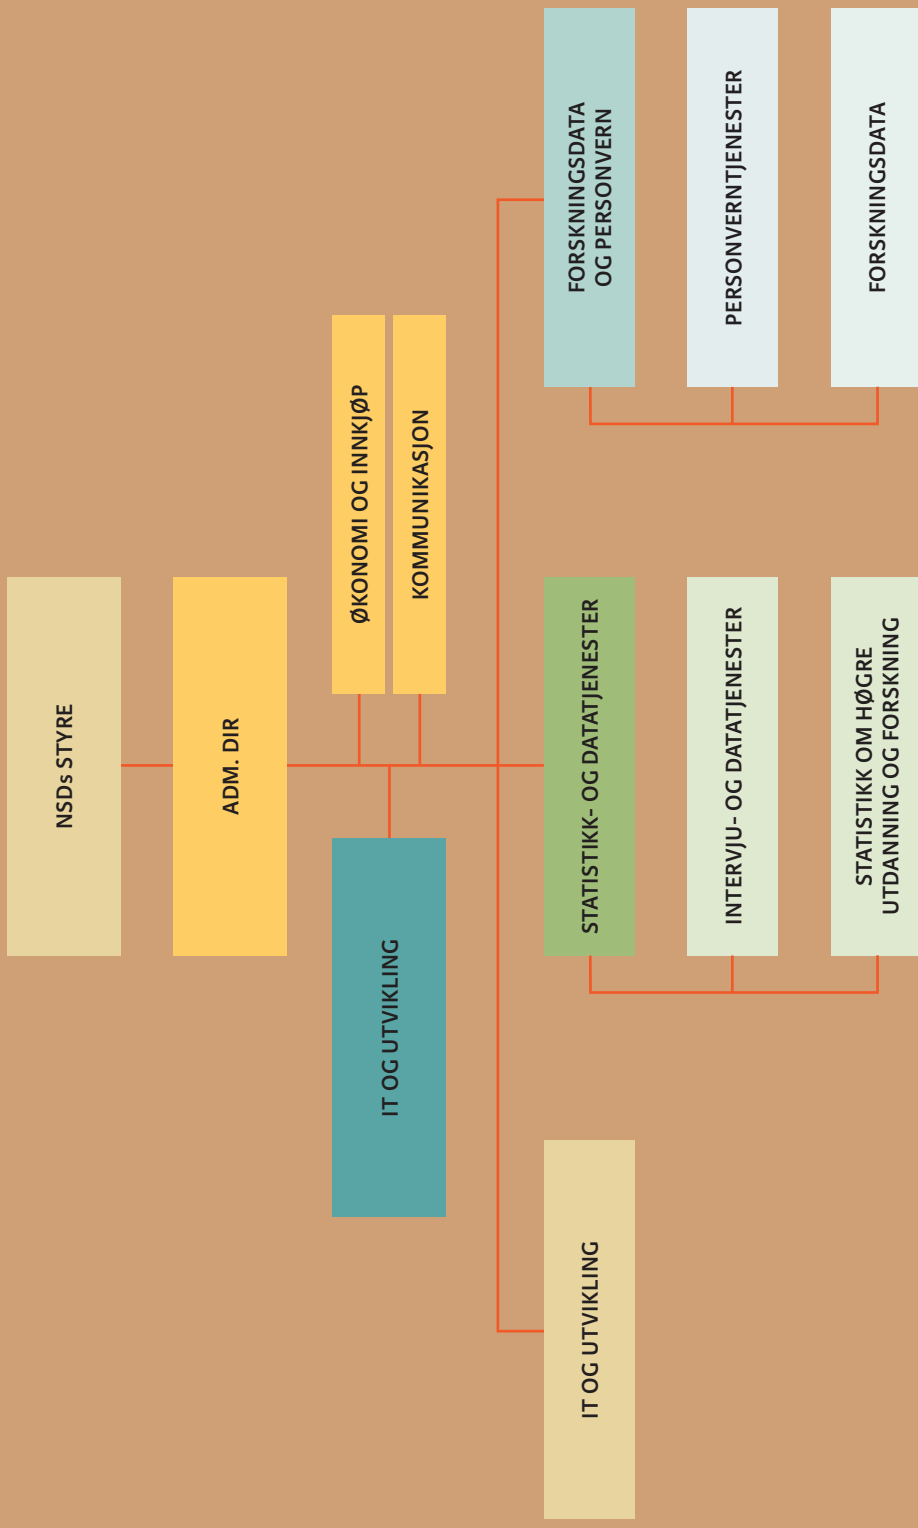 NSDs STYRE
ADM. DIR
IT OG UTVIKLING
ØKONOMI OG INNKJØP
KOMMUNIKASJON
IT OG UTVIKLING
STATISTIKK- OG DATATJENESTER
INTERVJU- OG DATATJENESTER
STATISTIKK OM HØGRE
UTDANNING OG FORSKNING
FORSKNINGSDATA
OG PERSONVERN
PERSONVERNTJENESTER
FORSKNINGSDATA